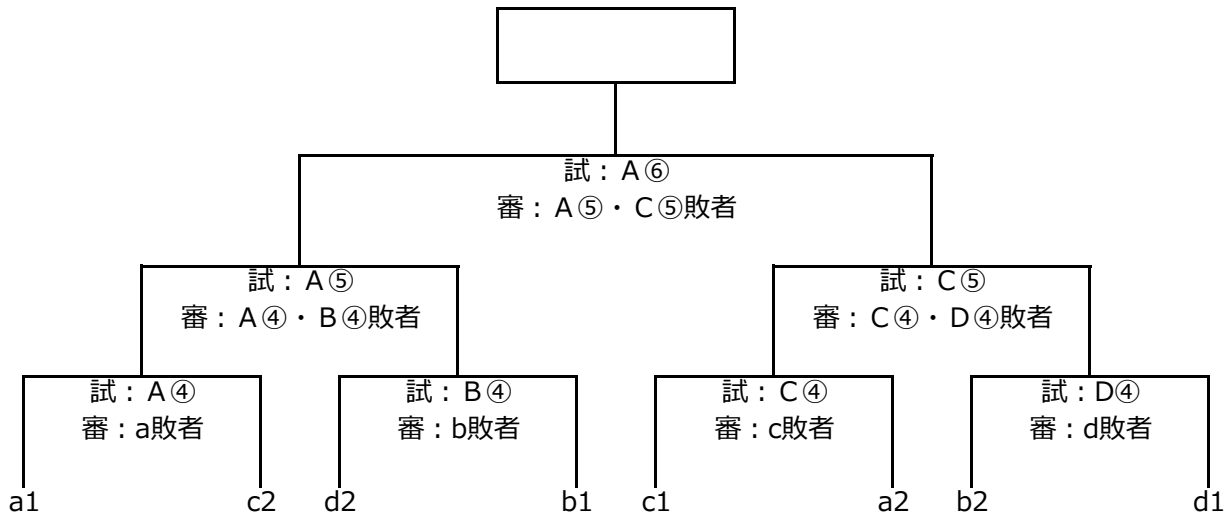 試：Ａ⑥
審：Ａ⑤・Ｃ⑤敗者
試：Ａ⑤
審：Ａ④・Ｂ④敗者
試：Ｃ⑤
審：Ｃ④・Ｄ④敗者
試：Ａ④
審：a敗者
試：Ｂ④
審：b敗者
試：Ｃ④
審：c敗者
試：D④
審：d敗者
a1
c2
d2
b1
c1
a2
b2
d1